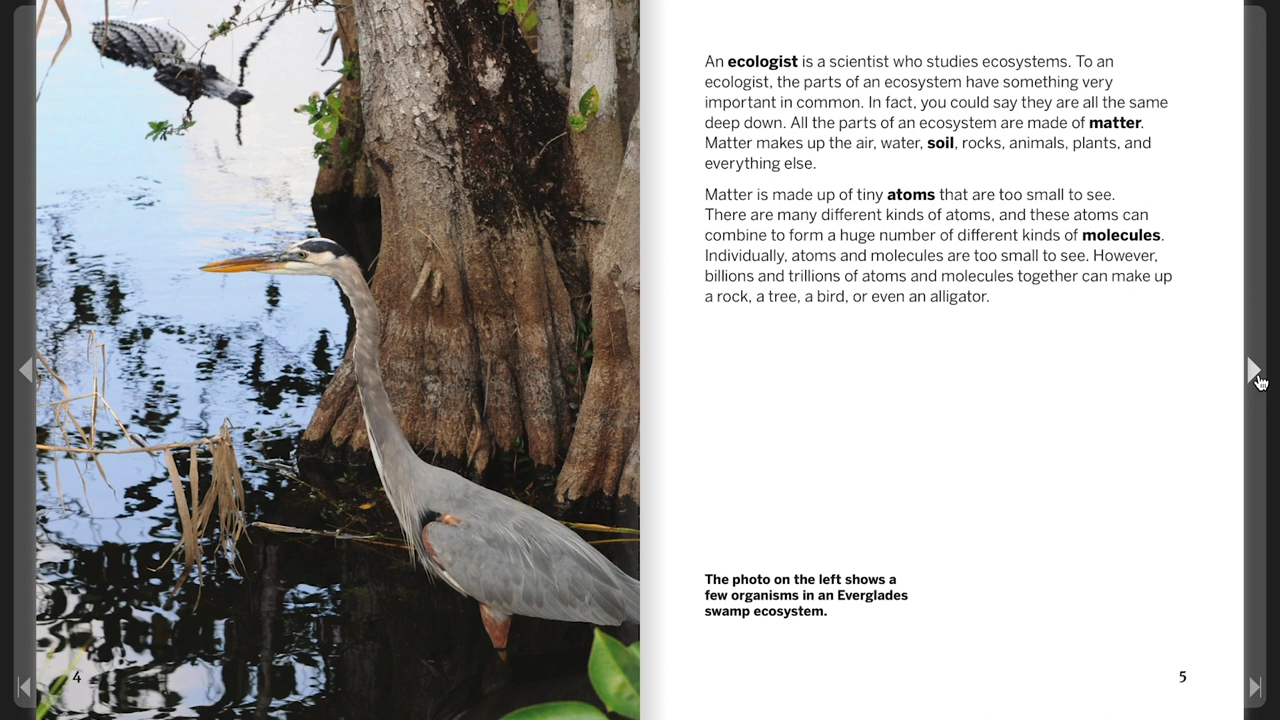 An ecologist is a scientist who studies ecosystems. To an
ecologist, the parts of an ecosystem have something very
important in common. In fact, you could say they are all the same
deep down. All the parts of an ecosystem are made of matter.
Matter makes up the air, water, soil, rocks, animals, plants, and
everything else.
Matter is made up of tiny atoms that are too small to see.
There are many different kinds of atoms, and these atoms can
combine to form a huge number of different kinds of molecules.
Individually, atoms and molecules are too small to see. However,
billions and trillions of atoms and molecules together can make up
a rock, a tree, a bird, or even an alligator.
The photo on the left shows a
few organisms in an Everglades
swamp ecosystem.
4
5